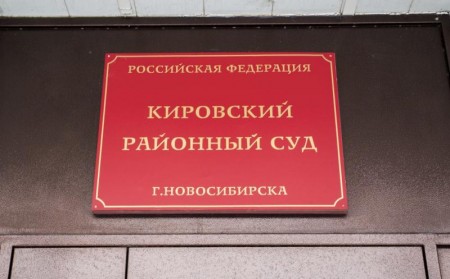 РОССИЙСКАЯ ФЕДЕРАЦИЯ
КИРОВСКИЙ
РАЙОННЫЙ СУД
Г.НОВОСИБИРСКА